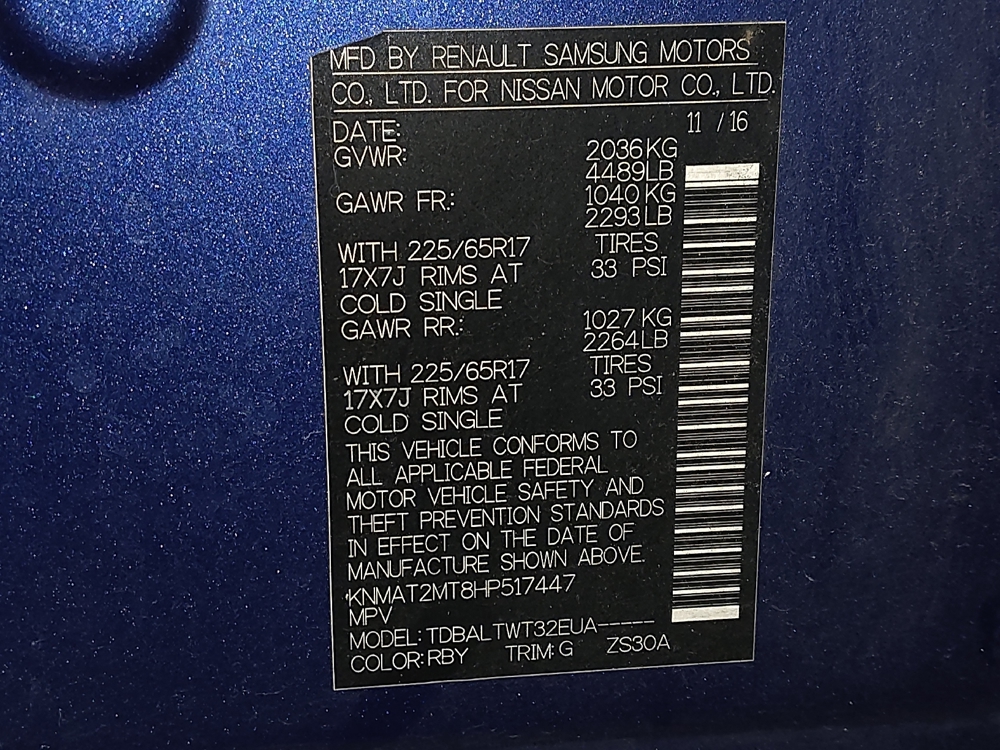 MFD BY RENAULT SAMSUNG MOTORS
CO., LTD. FOR NISSAN MOTOR CO., LTD.
DATE: 11 / 16
GVWR: 2036 KG
4489LB
GAWR FR.: 1040 KG
2293 LB
WITH 225/65R17 TIRES
17X7J RIMS AT 33 PSI
COLD SINGLE
GAWR RR.: 1027 KG
2264LB
WITH 225/65R17 TIRES
17X7J RIMS AT 33 PSI
COLD SINGLE
THIS VEHICLE CONFORMS TO
ALL APPLICABLE FEDERAL
MOTOR VEHICLE SAFETY AND
THEFT PREVENTION STANDARDS
IN EFFECT ON THE DATE OF
MANUFACTURE SHOWN ABOVE.
KNMAT2MT8HP517447
MPV
MODEL: TDBALTWT32EUA-----
COLOR: RBY TRIM: G ZS30A